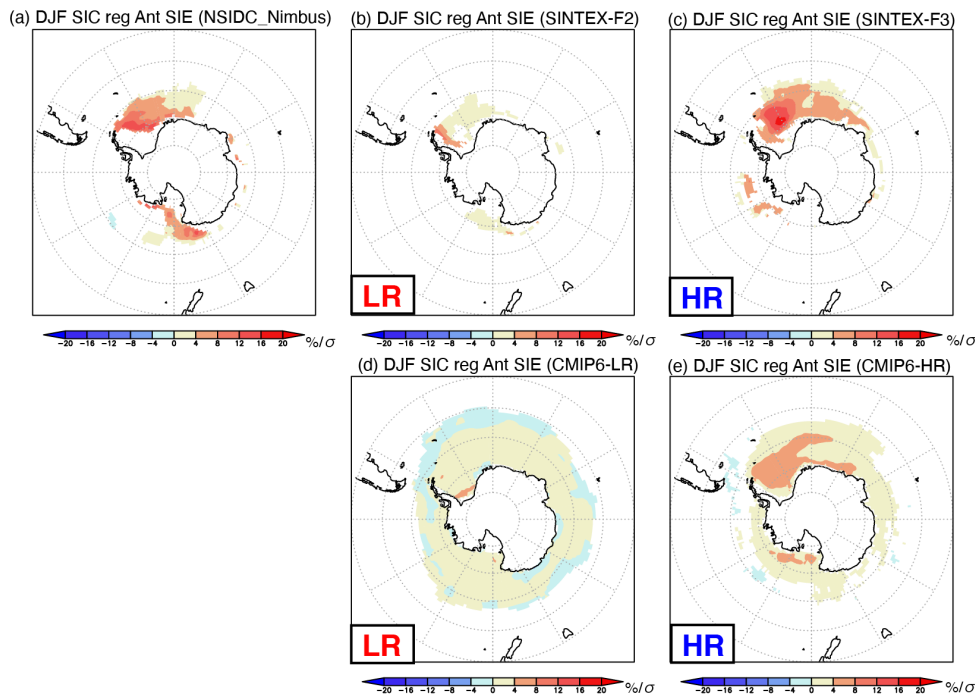 (a) DJF SIC reg Ant SIE (NSIDC_Nimbus)
(b) DJF SIC reg Ant SIE (SINTEX-F2)
(c) DJF SIC reg Ant SIE (SINTEX-F3)
LR
HR
-20 -16 -12 -8 -4 0 4 8 12 16 20 %/σ
-20 -16 -12 -8 -4 0 4 8 12 16 20 %/σ
-20 -16 -12 -8 -4 0 4 8 12 16 20 %/σ
(d) DJF SIC reg Ant SIE (CMIP6-LR)
(e) DJF SIC reg Ant SIE (CMIP6-HR)
LR
HR
-20 -16 -12 -8 -4 0 4 8 12 16 20 %/σ
-20 -16 -12 -8 -4 0 4 8 12 16 20 %/σ